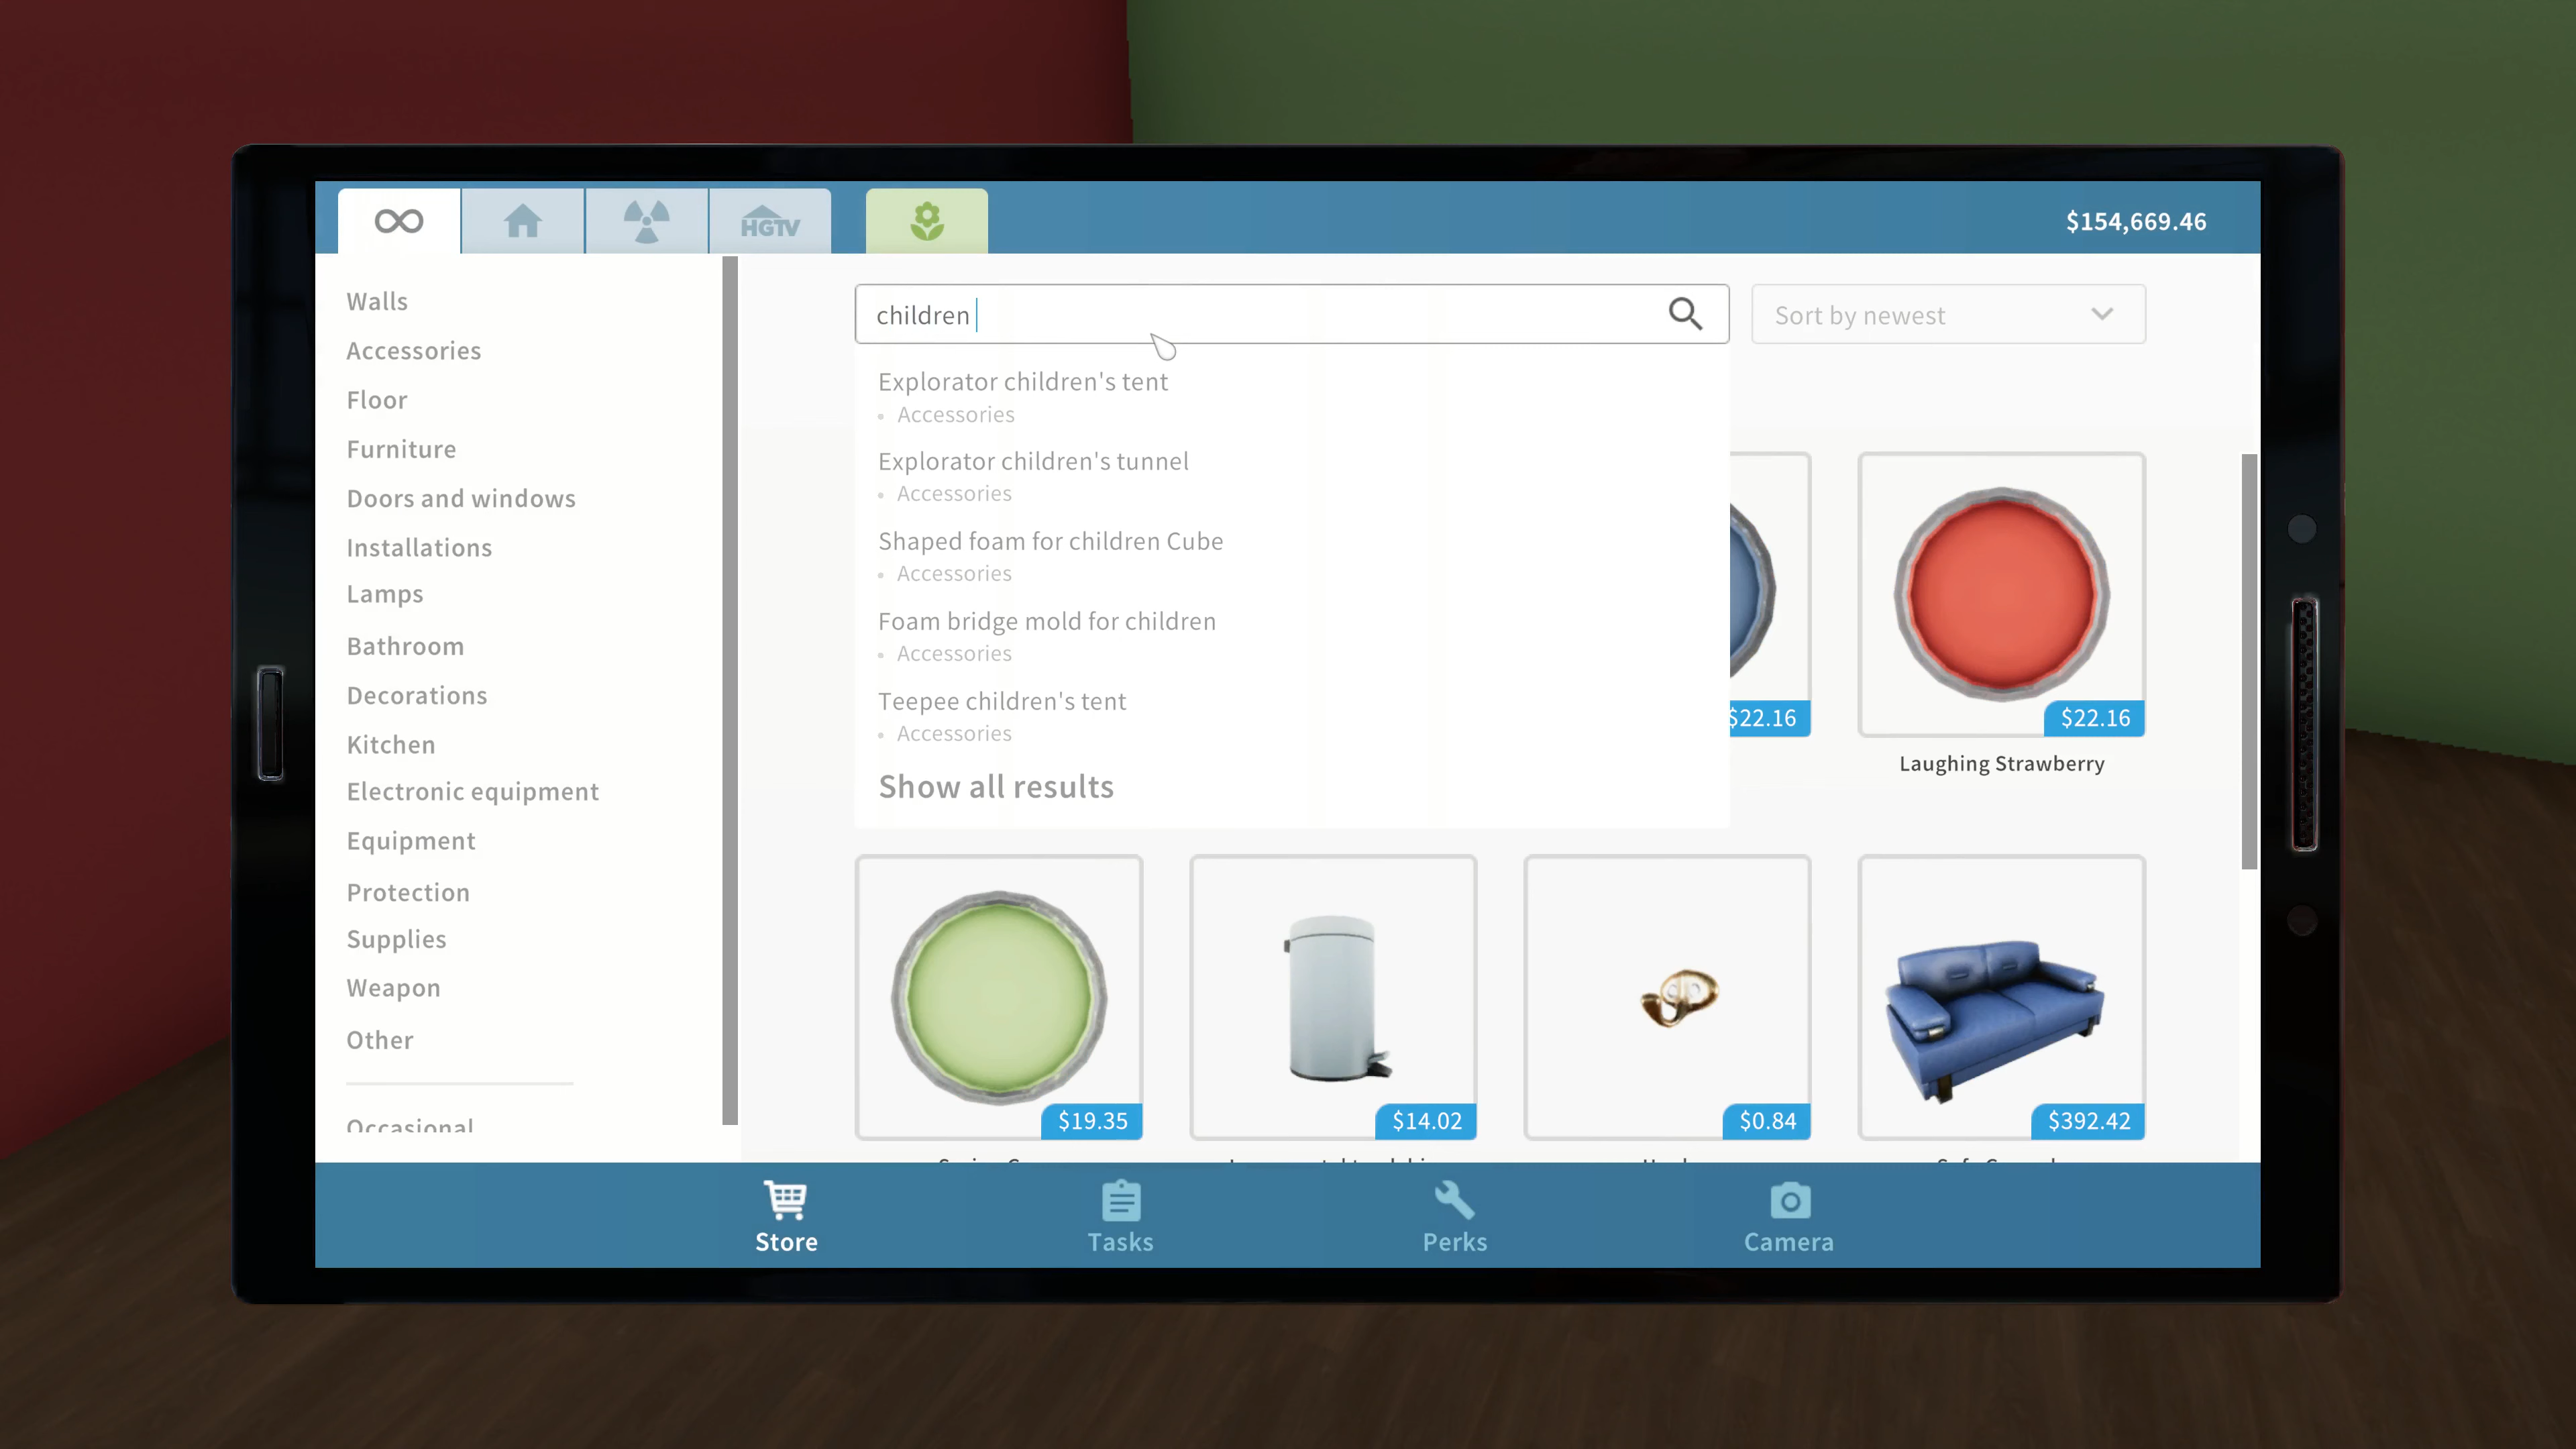 HGTV
$154,669.46
Walls
Accessories
Floor
Furniture
Doors and windows
Installations
Lamps
Bathroom
Decorations
Kitchen
Electronic equipment
Equipment
Protection
Supplies
Weapon
Other
Occasional
children
Sort by newest
Explorator children's tent
• Accessories
Explorator children's tunnel
• Accessories
Shaped foam for children Cube
• Accessories
Foam bridge mold for children
• Accessories
Teepee children's tent
• Accessories
Show all results
$22.16
$22.16
Laughing Strawberry
$19.35
$14.02
$0.84
$392.42
Store
Tasks
Perks
Camera